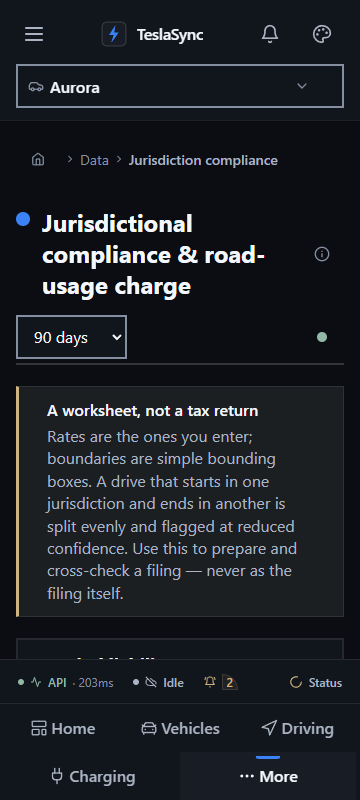 TeslaSync
Aurora
Data
Jurisdiction compliance
Jurisdictional
compliance & road-
usage charge
90 days
A worksheet, not a tax return
Rates are the ones you enter;
boundaries are simple bounding
boxes. A drive that starts in one
jurisdiction and ends in another is
split evenly and flagged at reduced
confidence. Use this to prepare and
cross-check a filing — never as the
filing itself.
API · 203ms
Idle
2
Status
Home
Vehicles
Driving
Charging
More